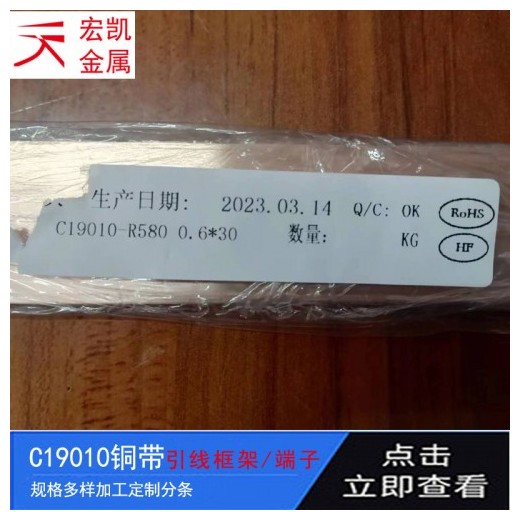 宏凯
金属
生产日期: 2023.03.14 Q/C: OK RoHS
C19010-R580 0.6*30 数量: KG HF
C19010铜带引线框架/端子
规格多样加工定制分条
点击
立即查看